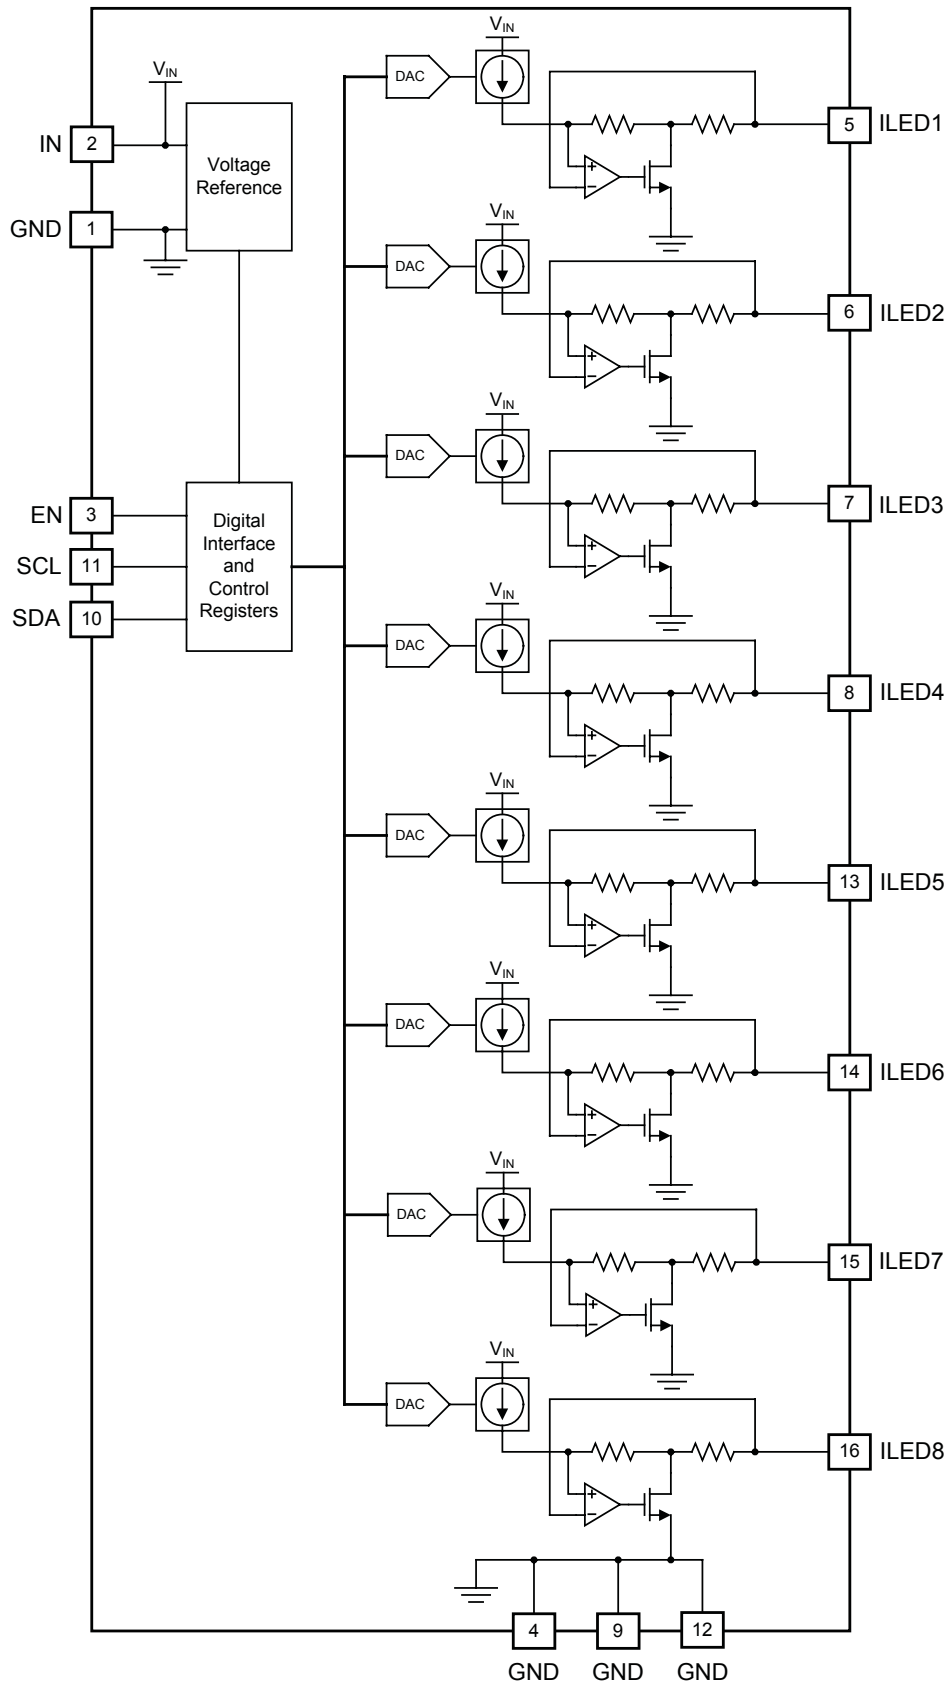 VIN
IN
2
Voltage
Reference
GND
1
EN
3
SCL
11
SDA
10
Digital
Interface
and
Control
Registers
VIN
DAC
+
−
5
ILED1
VIN
DAC
+
−
6
ILED2
VIN
DAC
+
−
7
ILED3
VIN
DAC
+
−
8
ILED4
VIN
DAC
+
−
13
ILED5
VIN
DAC
+
−
14
ILED6
VIN
DAC
+
−
15
ILED7
VIN
DAC
+
−
16
ILED8
4
9
12
GND
GND
GND